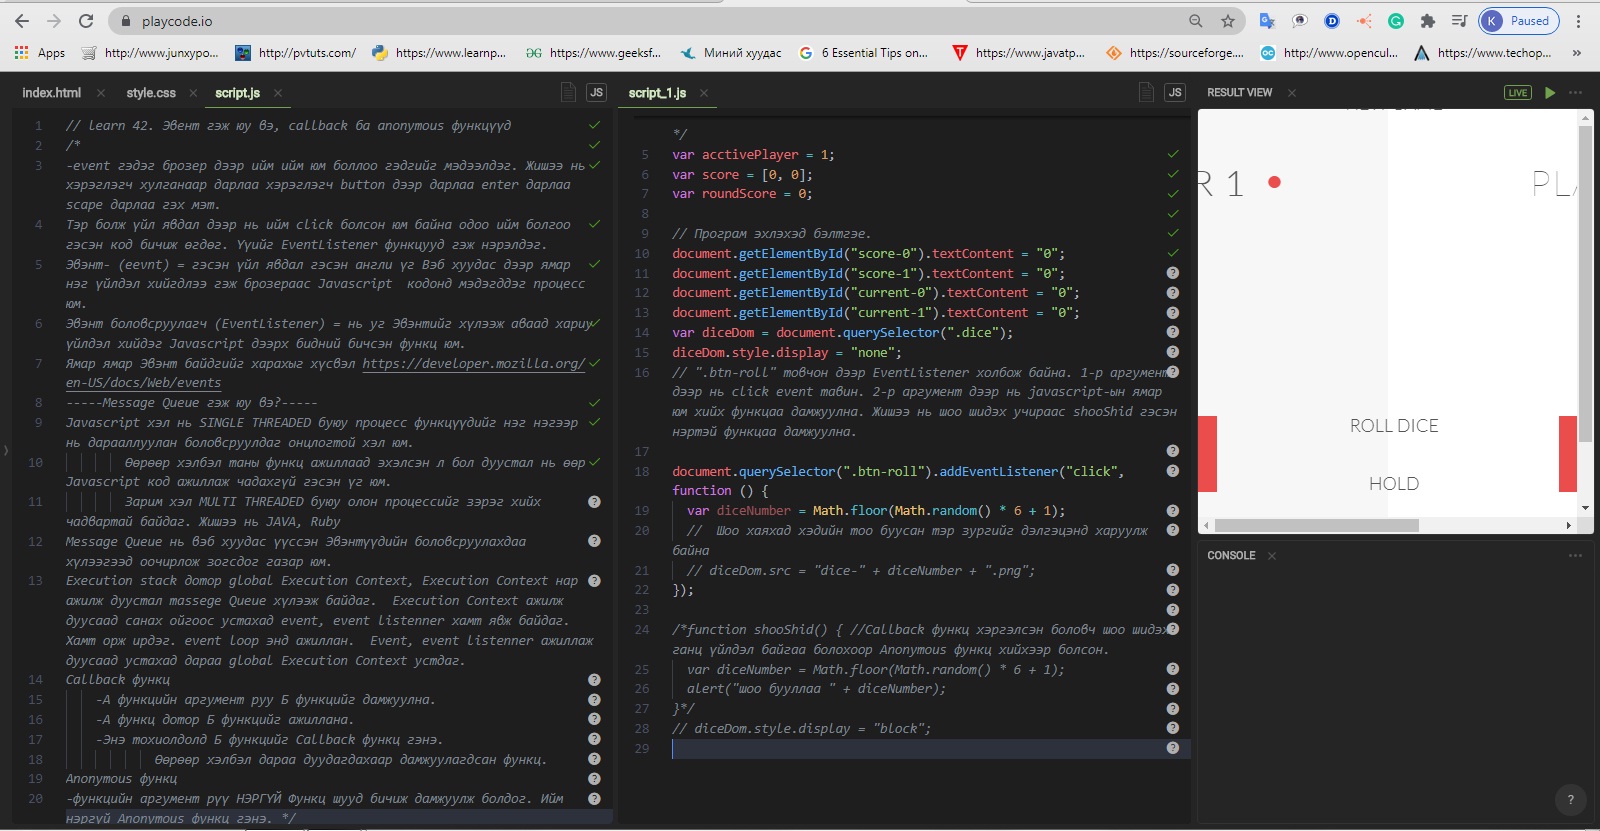 playcode.io
Paused
Apps
http://www.junxypo...
http://pvtuts.com/
https://www.learnp...
https://www.geeksf...
Миний хуудас
6 Essential Tips on...
https://www.javatp...
https://sourceforge....
http://www.opencul...
https://www.techop...
»
index.html
style.css
script.js
JS
1 // learn 42. Эвент гэж юу вэ, callback ба anonymous функцүүд
2 /*
3 -event гэдэг брозер дээр ийм ийм юм боллоо гэдгийг мэдээлдэг. Жишээ нь
хэрэглэгч хулганаар дарлаа хэрэглэгч button дээр дарлаа enter дарлаа
scape дарлаа гэх мэт.
4 Тэр болж үйл явдал дээр нь ийм click болсон юм байна одоо ийм болгоо
гэсэн код бичиж өгдөг. Үүийг EventListener функцууд гэж нэрэлдэг.
5 Эвэнт- (eevnt) = гэсэн үйл явдал гэсэн англи үг Вэб хуудас дээр ямар
нэг үйлдэл хийгдлээ гэж брозераас Javascript кодонд мэдэгддэг процесс
юм.
6 Эвэнт боловсруулагч (EventListener) = нь уг Эвэнтийг хүлээж аваад хариу
үйлдэл хийдэг Javascript дээрх бидний бичсэн функц юм.
7 Ямар ямар Эвэнт байдгийг харахыг хүсвэл https://developer.mozilla.org/
en-US/docs/Web/events
8 -----Message Queue гэж юу вэ?-----
9 Javascript хэл нь SINGLE THREADED буюу процесс функцүүдийг нэг нэгээр
нь дарааллуулан боловсруулдаг онцлогтой хэл юм.
10 Өөрөөр хэлбэл таны функц ажиллаад эхэлсэн л бол дуустал нь өөр
Javascript код ажиллаж чадахгүй гэсэн үг юм.
11 Зарим хэл MULTI THREADED буюу олон процессийг зэрэг хийх
чадвартай байдаг. Жишээ нь JAVA, Ruby
12 Message Queue нь вэб хуудас үүссэн Эвэнтүүдийн боловсруулахдаа
хүлээгээд оочирлож зогсдог газар юм.
13 Execution stack дотор global Execution Context, Execution Context нар
ажилж дуустал massege Queue хүлээж байдаг. Execution Context ажилж
дуусаад санах ойгоос устахад event, event listenner хамт явж байдаг.
Хамт орж ирдэг. event loop энд ажиллан. Event, event listenner ажиллаж
дуусаад устахад дараа global Execution Context устдаг.
14 Callback функц
15 -А функцийн аргумент руу Б функцийг дамжуулна.
16 -А функц дотор Б функцийг ажиллана.
17 -Энэ тохиолдолд Б функцийг Callback функц гэнэ.
18 Өөрөөр хэлбэл дараа дуудагдахаар дамжуулагдсан функц.
19 Anonymous функц
20 -функцийн аргумент рүү НЭРГҮЙ Функц шууд бичиж дамжуулж болдог. Ийм
нэргүй Anonymous функц гэнэ. */
script_1.js
JS
*/
5 var acctivePlayer = 1;
6 var score = [0, 0];
7 var roundScore = 0;
8
9 // Програм эхлэхэд бэлтгэе.
10 document.getElementById("score-0").textContent = "0";
11 document.getElementById("score-1").textContent = "0";
12 document.getElementById("current-0").textContent = "0";
13 document.getElementById("current-1").textContent = "0";
14 var diceDom = document.querySelector(".dice");
15 diceDom.style.display = "none";
16 // ".btn-roll" товчон дээр EventListener холбож байна. 1-р аргумент
дээр нь click event тавин. 2-р аргумент дээр нь javascript-ын ямар
юм хийх функцаа дамжуулна. Жишээ нь шоо шидэх учираас shooShid гэсэн
нэртэй функцаа дамжуулна.
17
18 document.querySelector(".btn-roll").addEventListener("click",
function () {
19 var diceNumber = Math.floor(Math.random() * 6 + 1);
20 // Шоо хаяхад хэдийн тоо буусан тэр зургийг дэлгэцэнд харуулж
байна
21 // diceDom.src = "dice-" + diceNumber + ".png";
22 });
23
24 /*function shooShid() { //Callback функц хэргэлсэн боловч шоо шидэх
ганц үйлдэл байгаа болохоор Anonymous функц хийхээр болсон.
25 var diceNumber = Math.floor(Math.random() * 6 + 1);
26 alert("шоо бууллаа " + diceNumber);
27 }*/
28 // diceDom.style.display = "block";
29
RESULT VIEW
LIVE
R 1
PLA
ROLL DICE
HOLD
CONSOLE
?